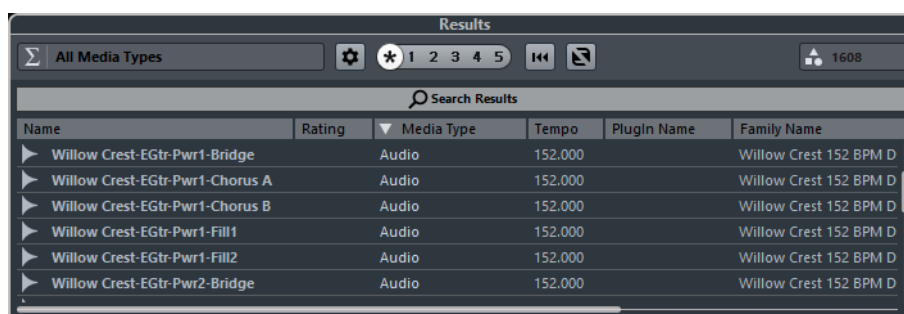 Results
Σ All Media Types * 1 2 3 4 5 1608
Search Results
Name Rating Media Type Tempo PlugIn Name Family Name
Willow Crest-EGtr-Pwr1-Bridge Audio 152.000 Willow Crest 152 BPM D
Willow Crest-EGtr-Pwr1-Chorus A Audio 152.000 Willow Crest 152 BPM D
Willow Crest-EGtr-Pwr1-Chorus B Audio 152.000 Willow Crest 152 BPM D
Willow Crest-EGtr-Pwr1-Fill1 Audio 152.000 Willow Crest 152 BPM D
Willow Crest-EGtr-Pwr1-Fill2 Audio 152.000 Willow Crest 152 BPM D
Willow Crest-EGtr-Pwr2-Bridge Audio 152.000 Willow Crest 152 BPM D